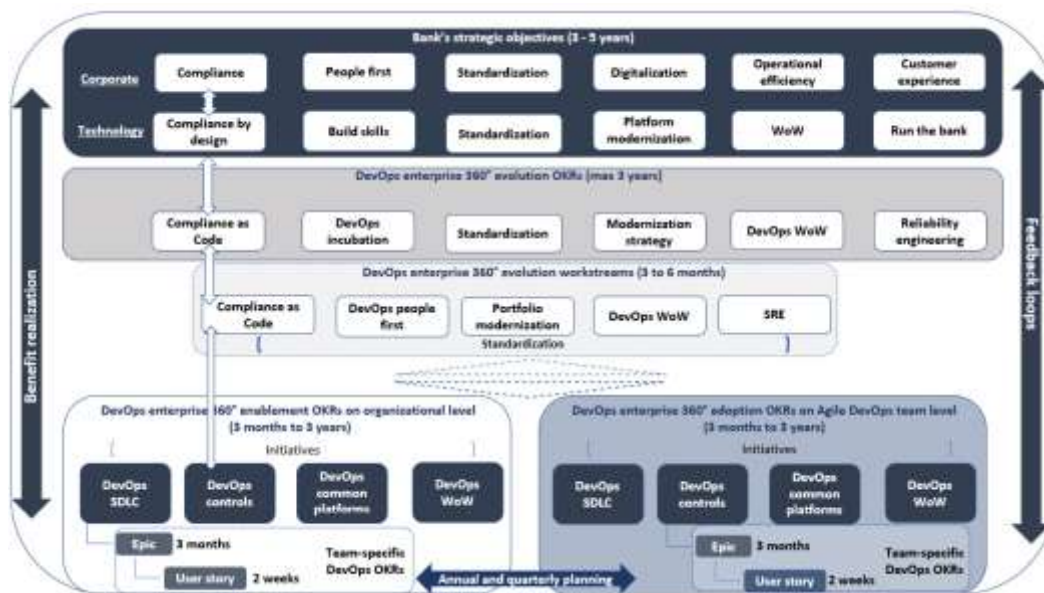 Bank's strategic objectives (3 - 5 years)
Corporate
Compliance
People first
Standardization
Digitalization
Operational
efficiency
Customer
experience
Technology
Compliance by
design
Build skills
Standardization
Platform
modernization
WoW
Run the bank
DevOps enterprise 360° evolution OKRs (mas 3 years)
Compliance as
Code
DevOps
incubation
Standardization
Modernization
strategy
DevOps WoW
Reliability
engineering
DevOps enterprise 360° evolution workstreams (3 to 6 months)
Compliance as
Code
DevOps people
first
Portfolio
modernization
DevOps WoW
SRE
Standardization
Benefit realization
Feedback loops
DevOps enterprise 360° enablement OKRs on organizational level
(3 months to 3 years)
Initiatives
DevOps
SDLC
DevOps
controls
DevOps
common
platforms
DevOps
WoW
Epic
3 months
User story
2 weeks
Team-specific
DevOps OKRs
DevOps enterprise 360° adoption OKRs on Agile DevOps team level
(3 months to 3 years)
Initiatives
DevOps
SDLC
DevOps
controls
DevOps
common
platforms
DevOps
WoW
Epic
3 months
User story
2 weeks
Team-specific
DevOps OKRs
Annual and quarterly planning